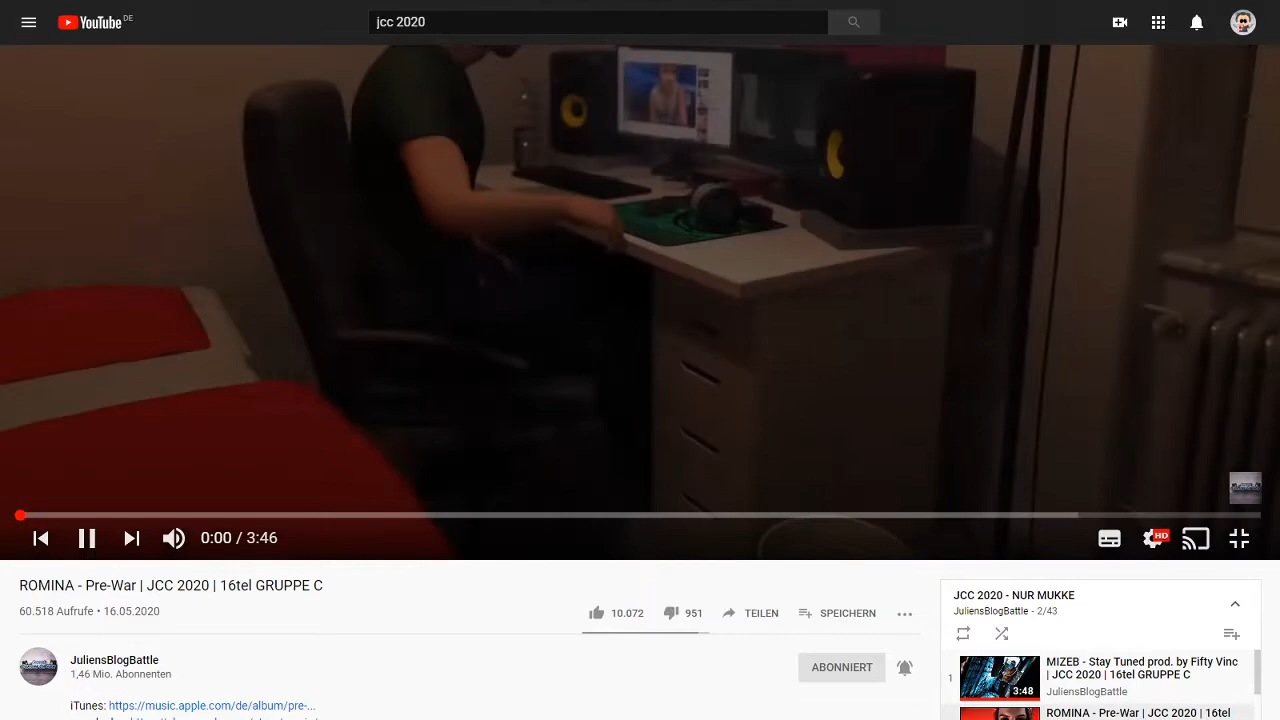 YouTube DE
jcc 2020
0:00 / 3:46
HD
ROMINA - Pre-War | JCC 2020 | 16tel GRUPPE C
60.518 Aufrufe • 16.05.2020
10.072
951
TEILEN
SPEICHERN
JuliensBlogBattle
1,46 Mio. Abonnenten
ABONNIERT
iTunes: https://music.apple.com/de/album/pre-...
JCC 2020 - NUR MUKKE
JuliensBlogBattle - 2/43
1
3:48
MIZEB - Stay Tuned prod. by Fifty Vinc
| JCC 2020 | 16tel GRUPPE C
JuliensBlogBattle
ROMINA - Pre-War | JCC 2020 | 16tel